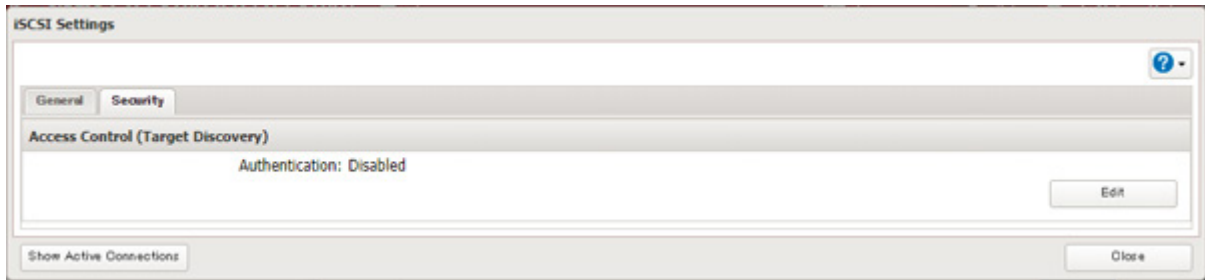 iSCSI Settings
?
General Security
Access Control (Target Discovery)
Authentication: Disabled
Edit
Show Active Connections Close